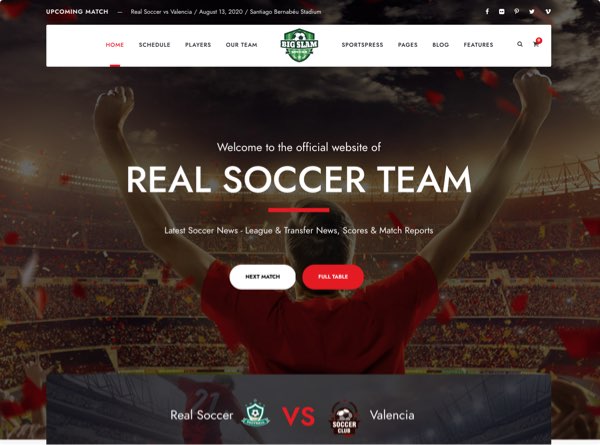 UPCOMING MATCH — Real Soccer vs Valencia / August 13, 2020 / Santiago Bernabéu Stadium
HOME SCHEDULE PLAYERS OUR TEAM BIG SLAM SPORTSPRESS PAGES BLOG FEATURES
Welcome to the official website of
REAL SOCCER TEAM
Latest Soccer News - League & Transfer News, Scores & Match Reports
NEXT MATCH FULL TABLE
21
Real Soccer VS SOCCER CLUB Valencia